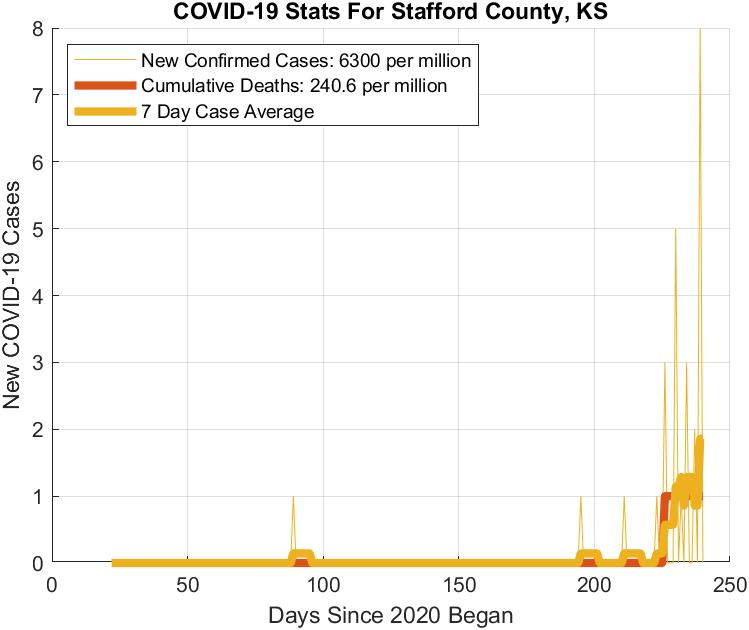 COVID-19 Stats For Stafford County, KS
New Confirmed Cases: 6300 per million
Cumulative Deaths: 240.6 per million
7 Day Case Average
New COVID-19 Cases
8
7
6
5
4
3
2
1
0
0 50 100 150 200 250
Days Since 2020 Began